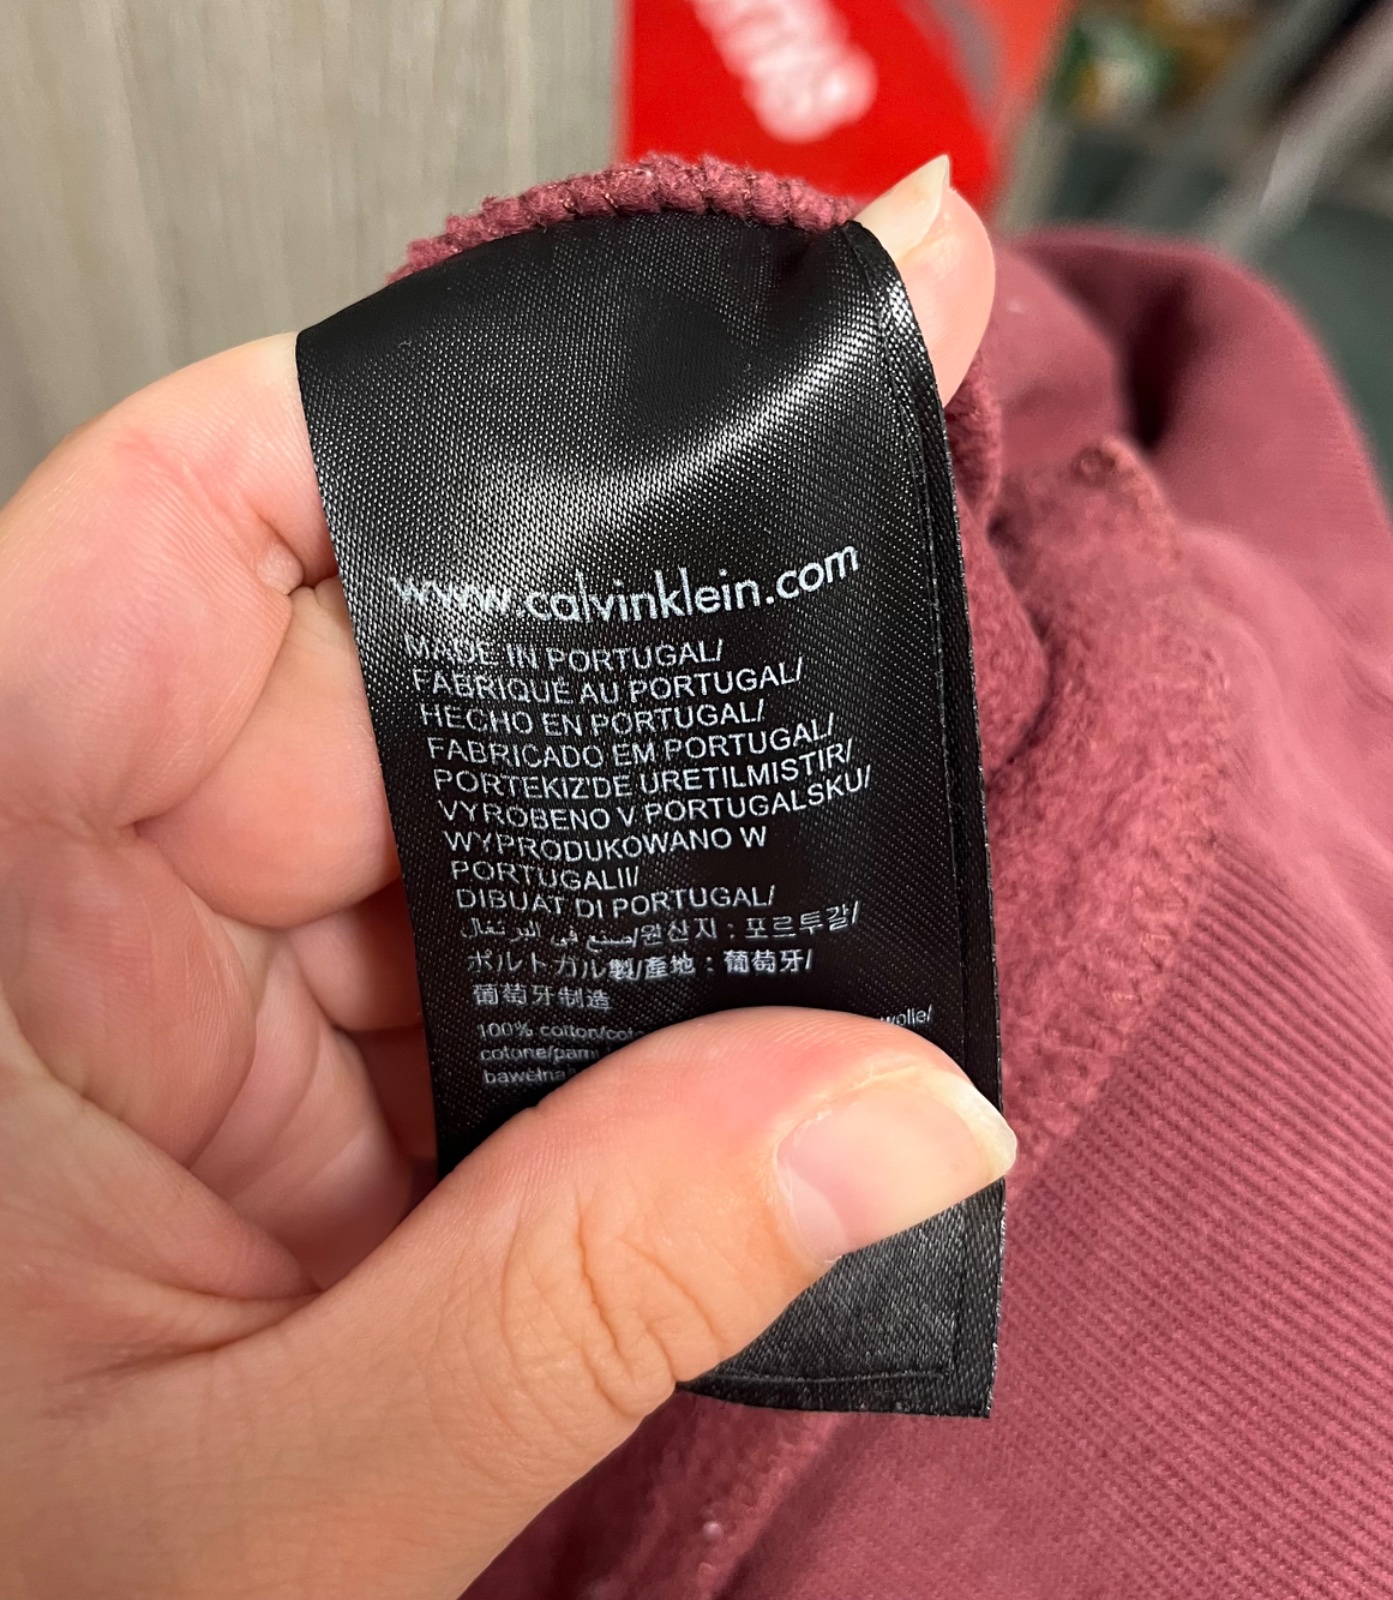 www.calvinklein.com
MADE IN PORTUGAL/
FABRIQUÉ AU PORTUGAL/
HECHO EN PORTUGAL/
FABRICADO EM PORTUGAL/
PORTEKIZ'DE URETILMISTIR/
VYROBENO V PORTUGALSKU/
WYPRODUKOWANO W
PORTUGALII/
DIBUAT DI PORTUGAL/
صنع في البرتغال/원산지 : 포르투갈/
ポルトガル製/產地 : 葡萄牙/
葡萄牙制造
100% cotton/
cotone/
bawełna